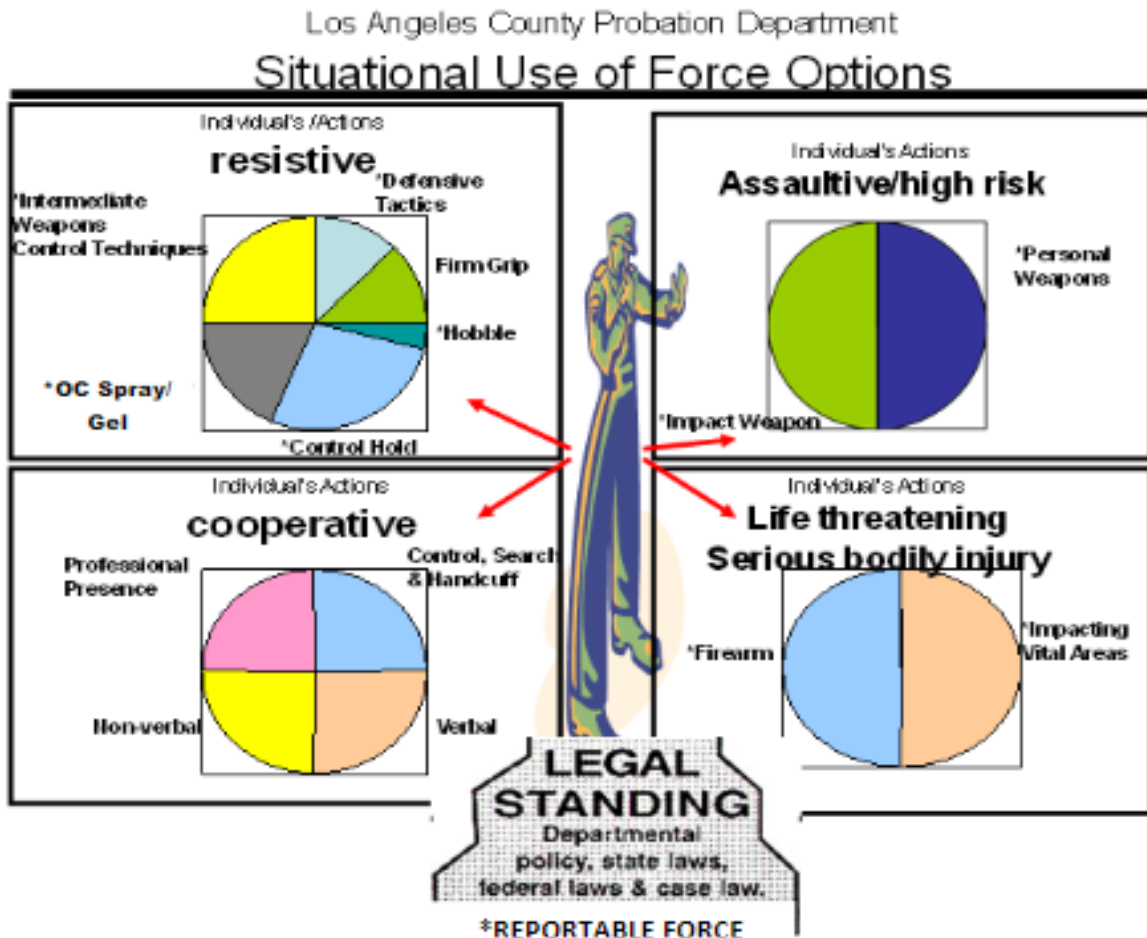 Los Angeles County Probation Department
Situational Use of Force Options
Individual's /Actions
resistive
*Intermediate
Weapons
Control Techniques
*Defensive
Tactics
Firm Grip
*Hobble
*OC Spray/
Gel
*Control Hold
Individual's Actions
Assaultive/high risk
*Personal
Weapons
*Impact Weapon
Individual's Actions
cooperative
Professional
Presence
Control, Search
& Handcuff
Non-verbal
Verbal
Individual's Actions
Life threatening
Serious bodily injury
*Firearm
*Impacting
Vital Areas
LEGAL
STANDING
Departmental
policy, state laws,
federal laws & case law.
*REPORTABLE FORCE